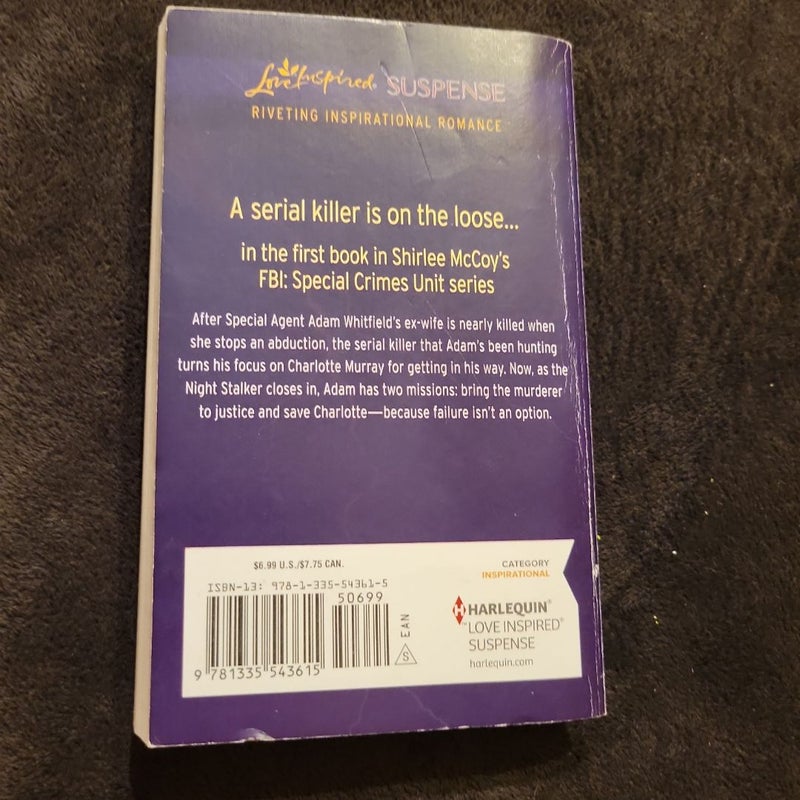 Love Inspired® SUSPENSE
RIVETING INSPIRATIONAL ROMANCE™
A serial killer is on the loose...
in the first book in Shirlee McCoy's
FBI: Special Crimes Unit series
After Special Agent Adam Whitfield's ex-wife is nearly killed when
she stops an abduction, the serial killer that Adam's been hunting
turns his focus on Charlotte Murray for getting in his way. Now, as the
Night Stalker closes in, Adam has two missions: bring the murderer
to justice and save Charlotte—because failure isn't an option.
$6.99 U.S./$7.75 CAN.
ISBN-13: 978-1-335-54361-5
50699
EAN
S
9 781335 543615
CATEGORY
INSPIRATIONAL
HARLEQUIN®
™LOVE INSPIRED®
SUSPENSE
harlequin.com